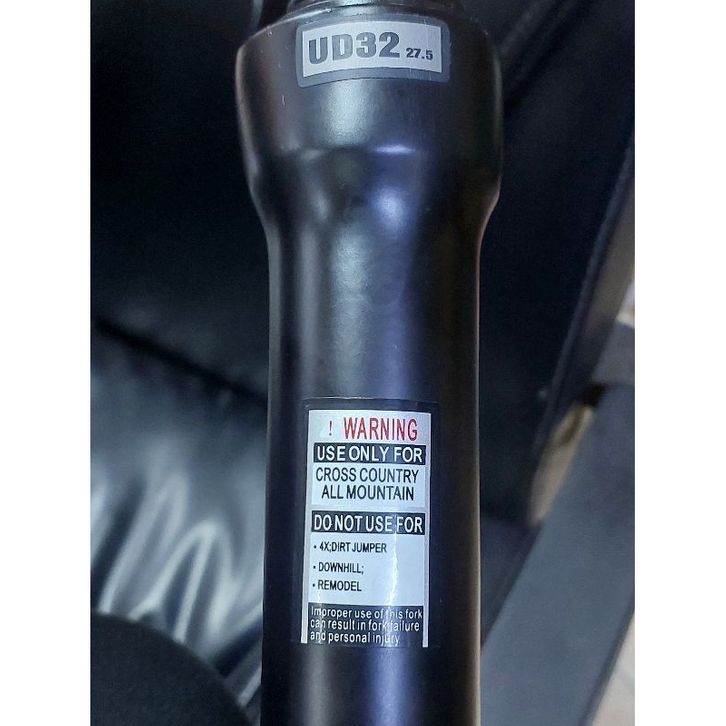 UD32 27.5
! WARNING
USE ONLY FOR
CROSS COUNTRY
ALL MOUNTAIN
DO NOT USE FOR
• 4X;DIRT JUMPER
• DOWNHILL;
• REMODEL
Improper use of this fork
can result in fork failure
and personal injury